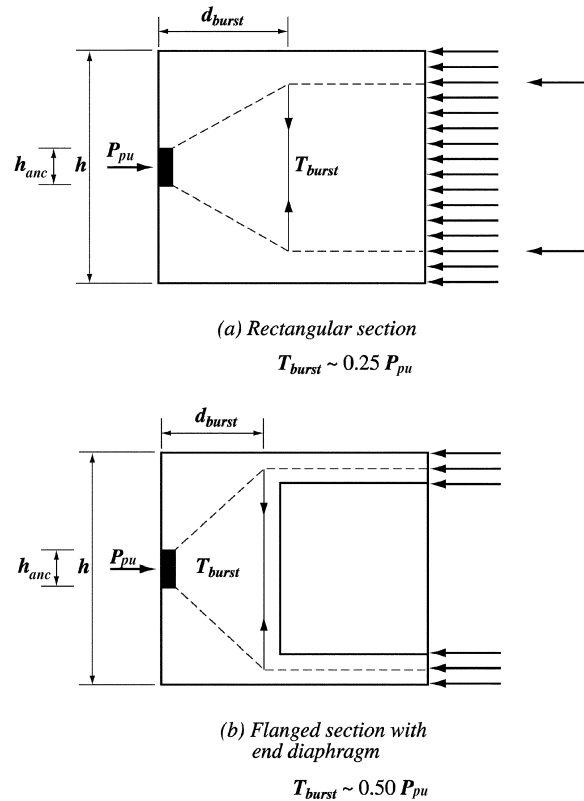 d_burst
h_anc h P_pu T_burst
(a) Rectangular section
T_burst ~ 0.25 P_pu
d_burst
h_anc h P_pu T_burst
(b) Flanged section with
end diaphragm
T_burst ~ 0.50 P_pu